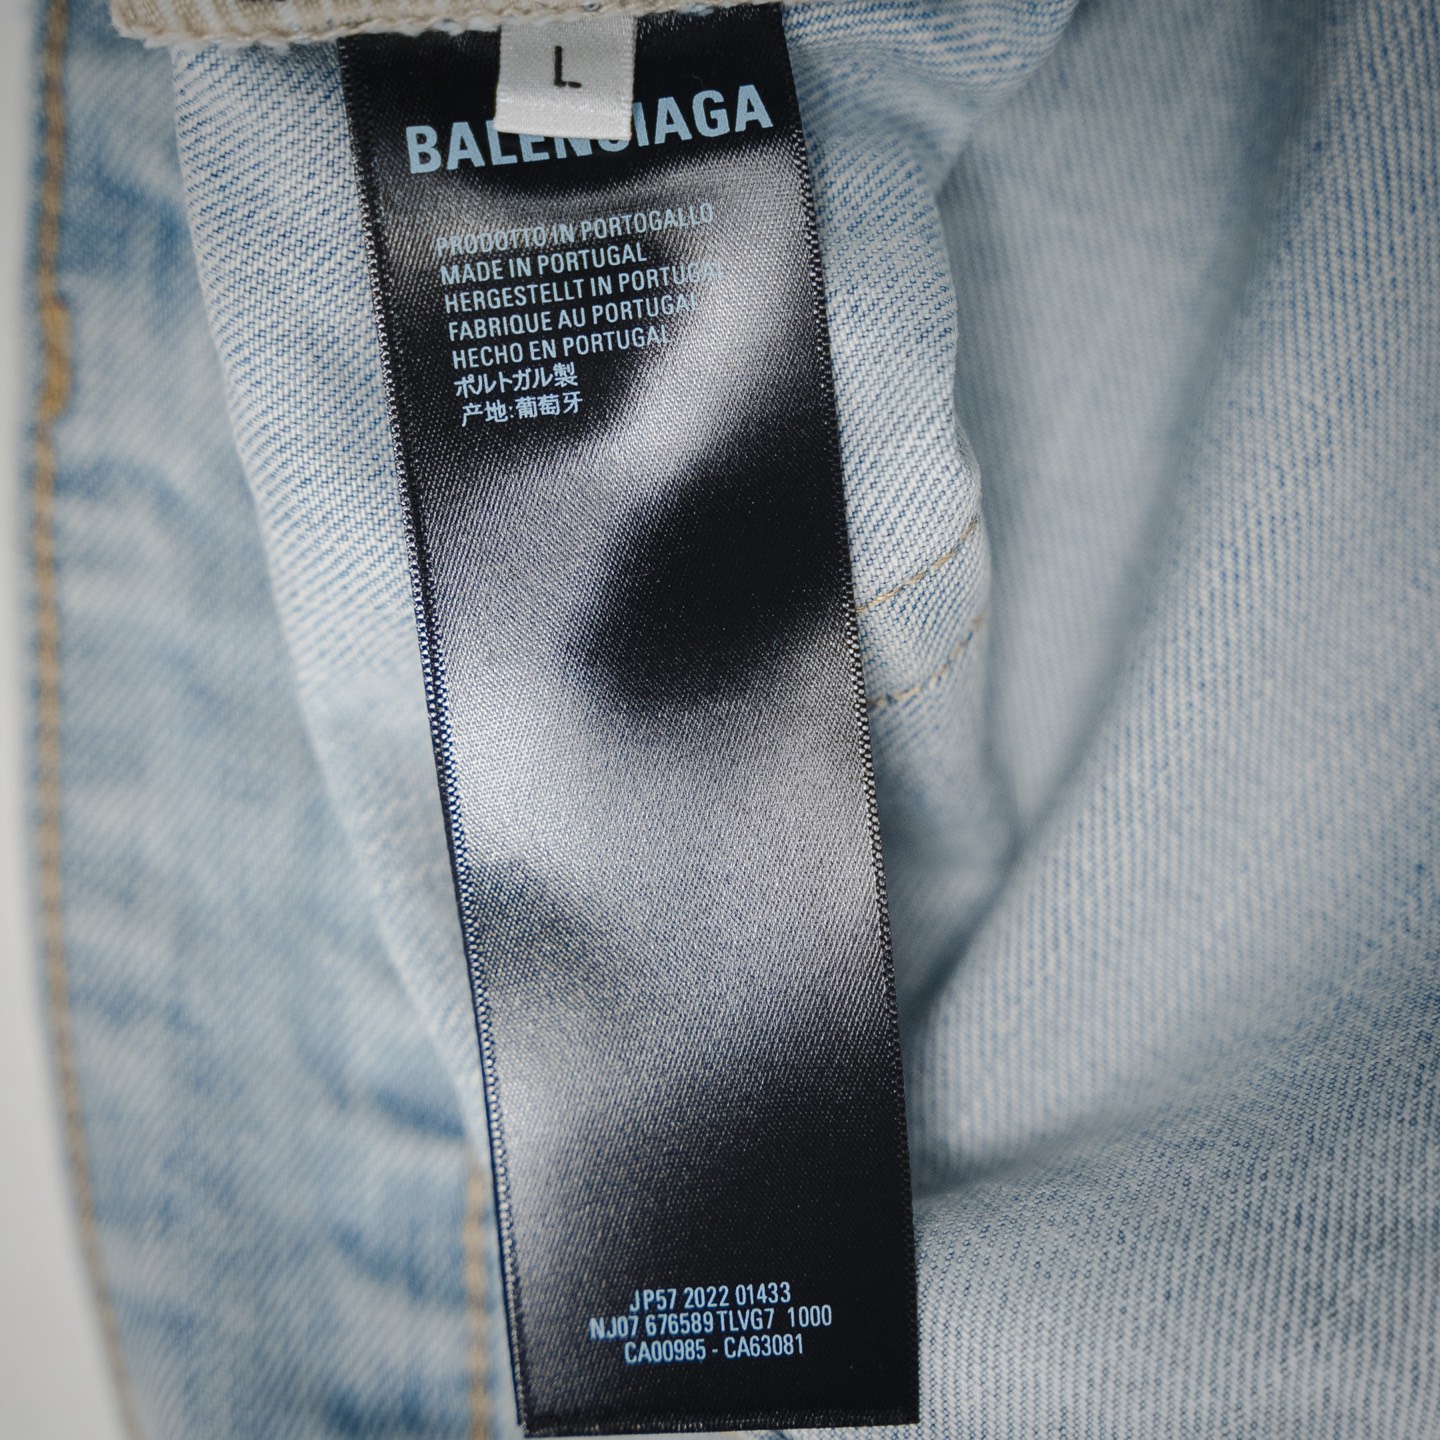 L
BALENCIAGA
PRODOTTO IN PORTOGALLO
MADE IN PORTUGAL
HERGESTELLT IN PORTUGAL
FABRIQUE AU PORTUGAL
HECHO EN PORTUGAL
ポルトガル製
产地:葡萄牙
JP57 2022 01433
NJ07 676589 TLVG7 1000
CA00985 - CA63081